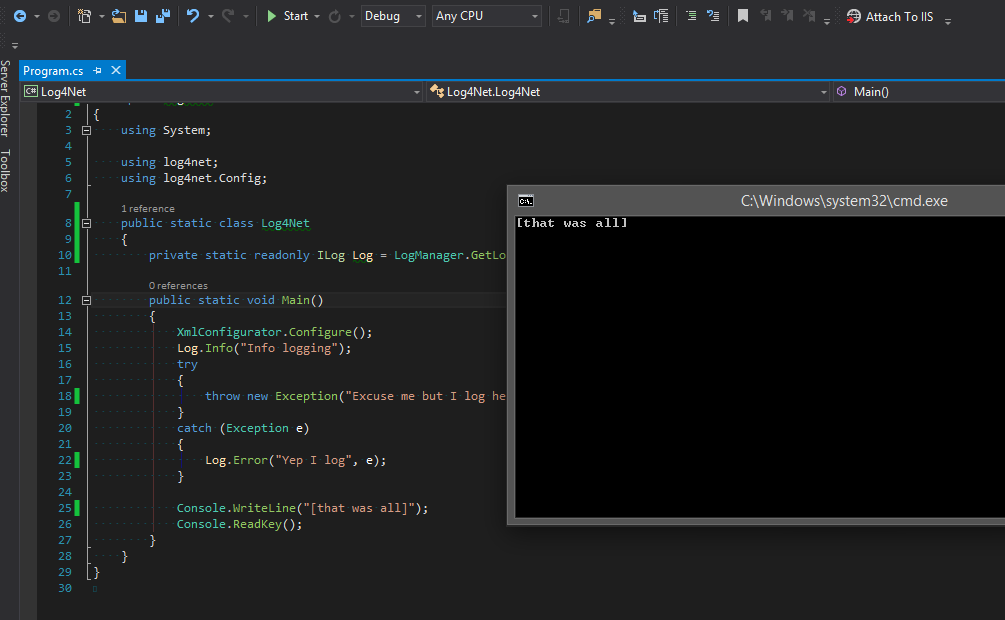 Start
Debug
Any CPU
Attach To IIS
Server Explorer
Toolbox
Program.cs
C# Log4Net
Log4Net.Log4Net
Main()
2 {
3 using System;
4
5 using log4net;
6 using log4net.Config;
7
1 reference
8 public static class Log4Net
9 {
10 private static readonly ILog Log = LogManager.GetLo
11
0 references
12 public static void Main()
13 {
14 XmlConfigurator.Configure();
15 Log.Info("Info logging");
16 try
17 {
18 throw new Exception("Excuse me but I log he
19 }
20 catch (Exception e)
21 {
22 Log.Error("Yep I log", e);
23 }
24
25 Console.WriteLine("[that was all]");
26 Console.ReadKey();
27 }
28 }
29 }
30
C:\Windows\system32\cmd.exe
[that was all]